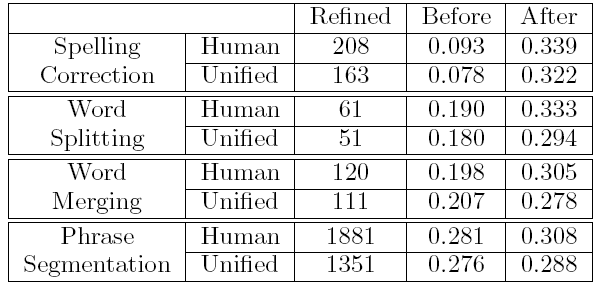 Refined Before After
Spelling Human 208 0.093 0.339
Correction Unified 163 0.078 0.322
Word Human 61 0.190 0.333
Splitting Unified 51 0.180 0.294
Word Human 120 0.198 0.305
Merging Unified 111 0.207 0.278
Phrase Human 1881 0.281 0.308
Segmentation Unified 1351 0.276 0.288